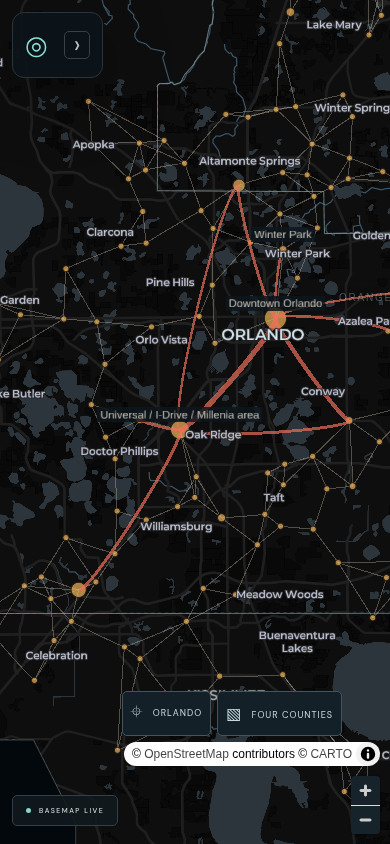 Lake Mary
Winter Spring
Apopka
Altamonte Springs
Clarcona
Winter Park
Golden
Winter Park
Pine Hills
Garden
Downtown Orlando
ORANG
Azalea Pa
ORLANDO
Orlo Vista
ke Butler
Conway
Universal / I-Drive / Millenia area
Oak Ridge
Doctor Phillips
Taft
Williamsburg
Meadow Woods
Buenaventura
Lakes
Celebration
ORLANDO
FOUR COUNTIES
© OpenStreetMap contributors © CARTO
BASEMAP LIVE
+
−